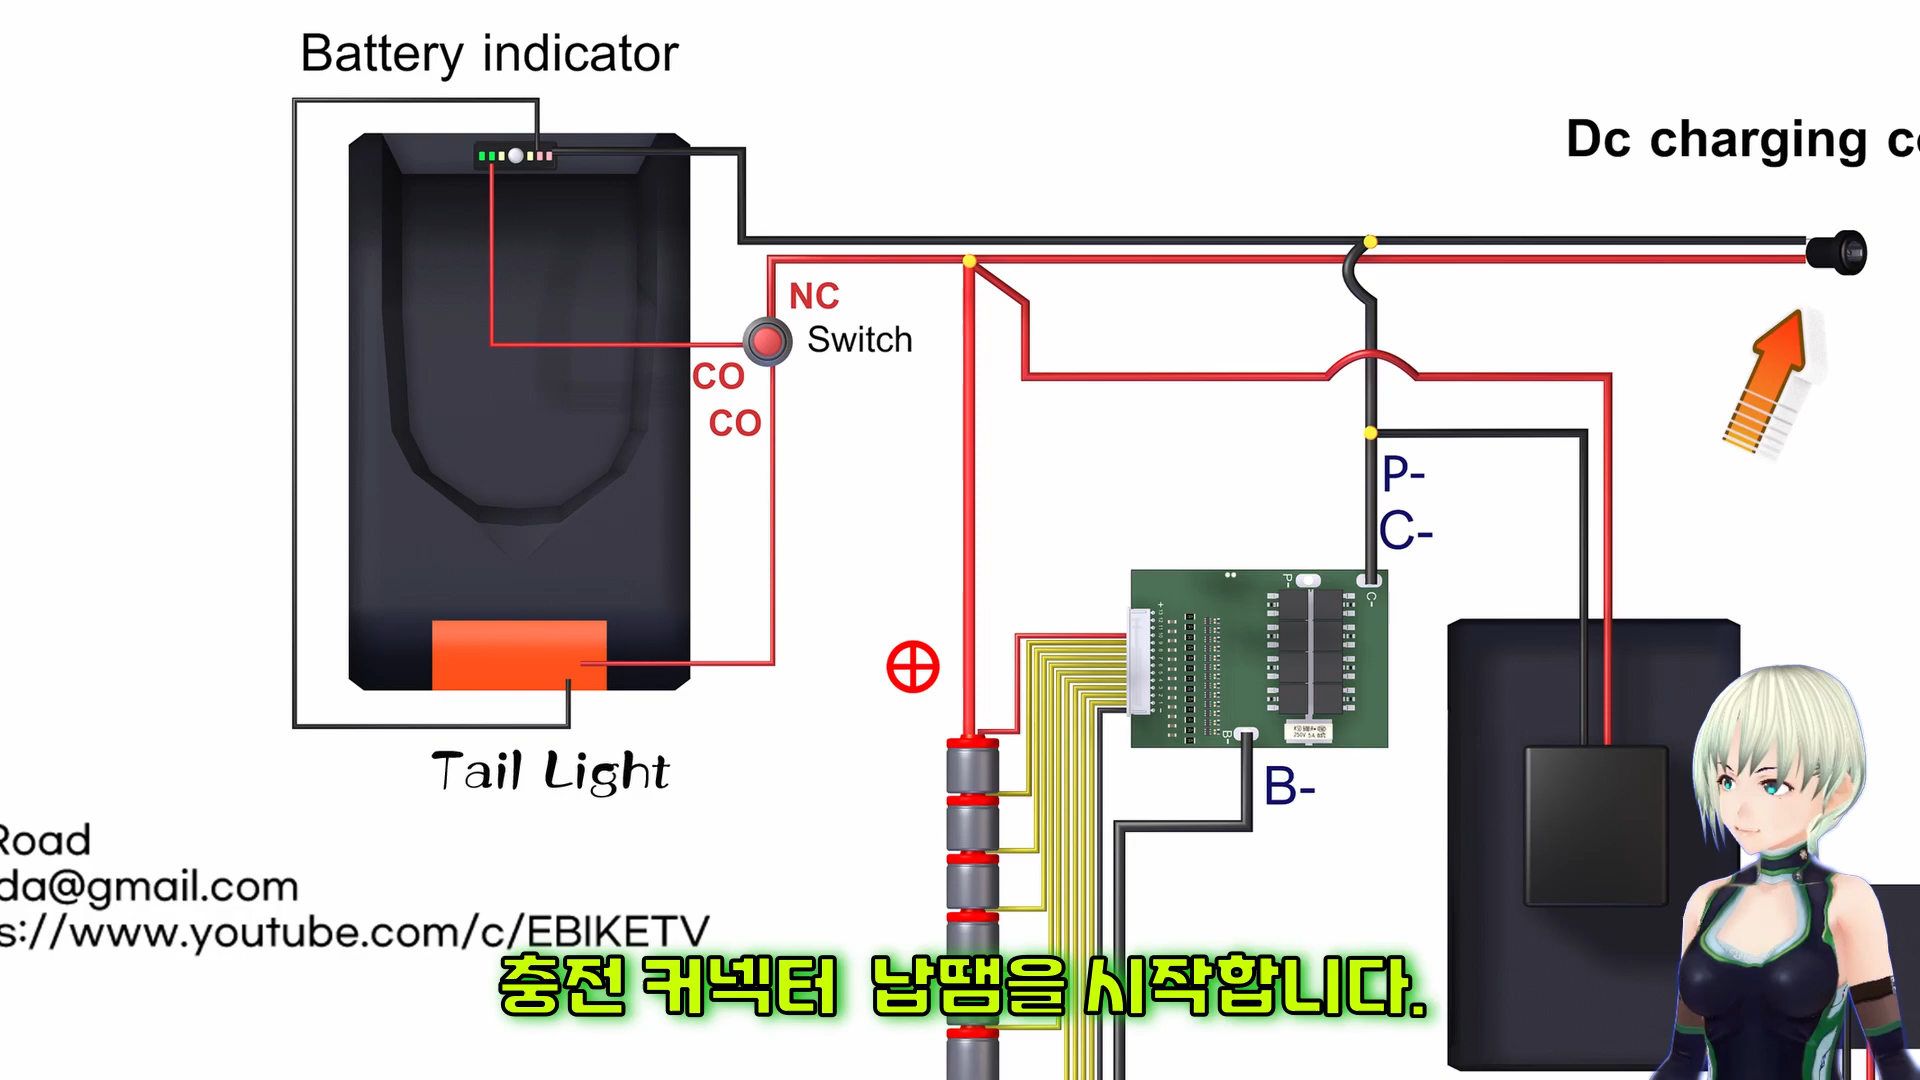 Battery indicator
Dc charging c
NC
Switch
CO
CO
P-
C-
P-
C-
B-
B-
Tail Light
Road
da@gmail.com
s://www.youtube.com/c/EBIKETV
충전 커넥터 납땜을 시작합니다.